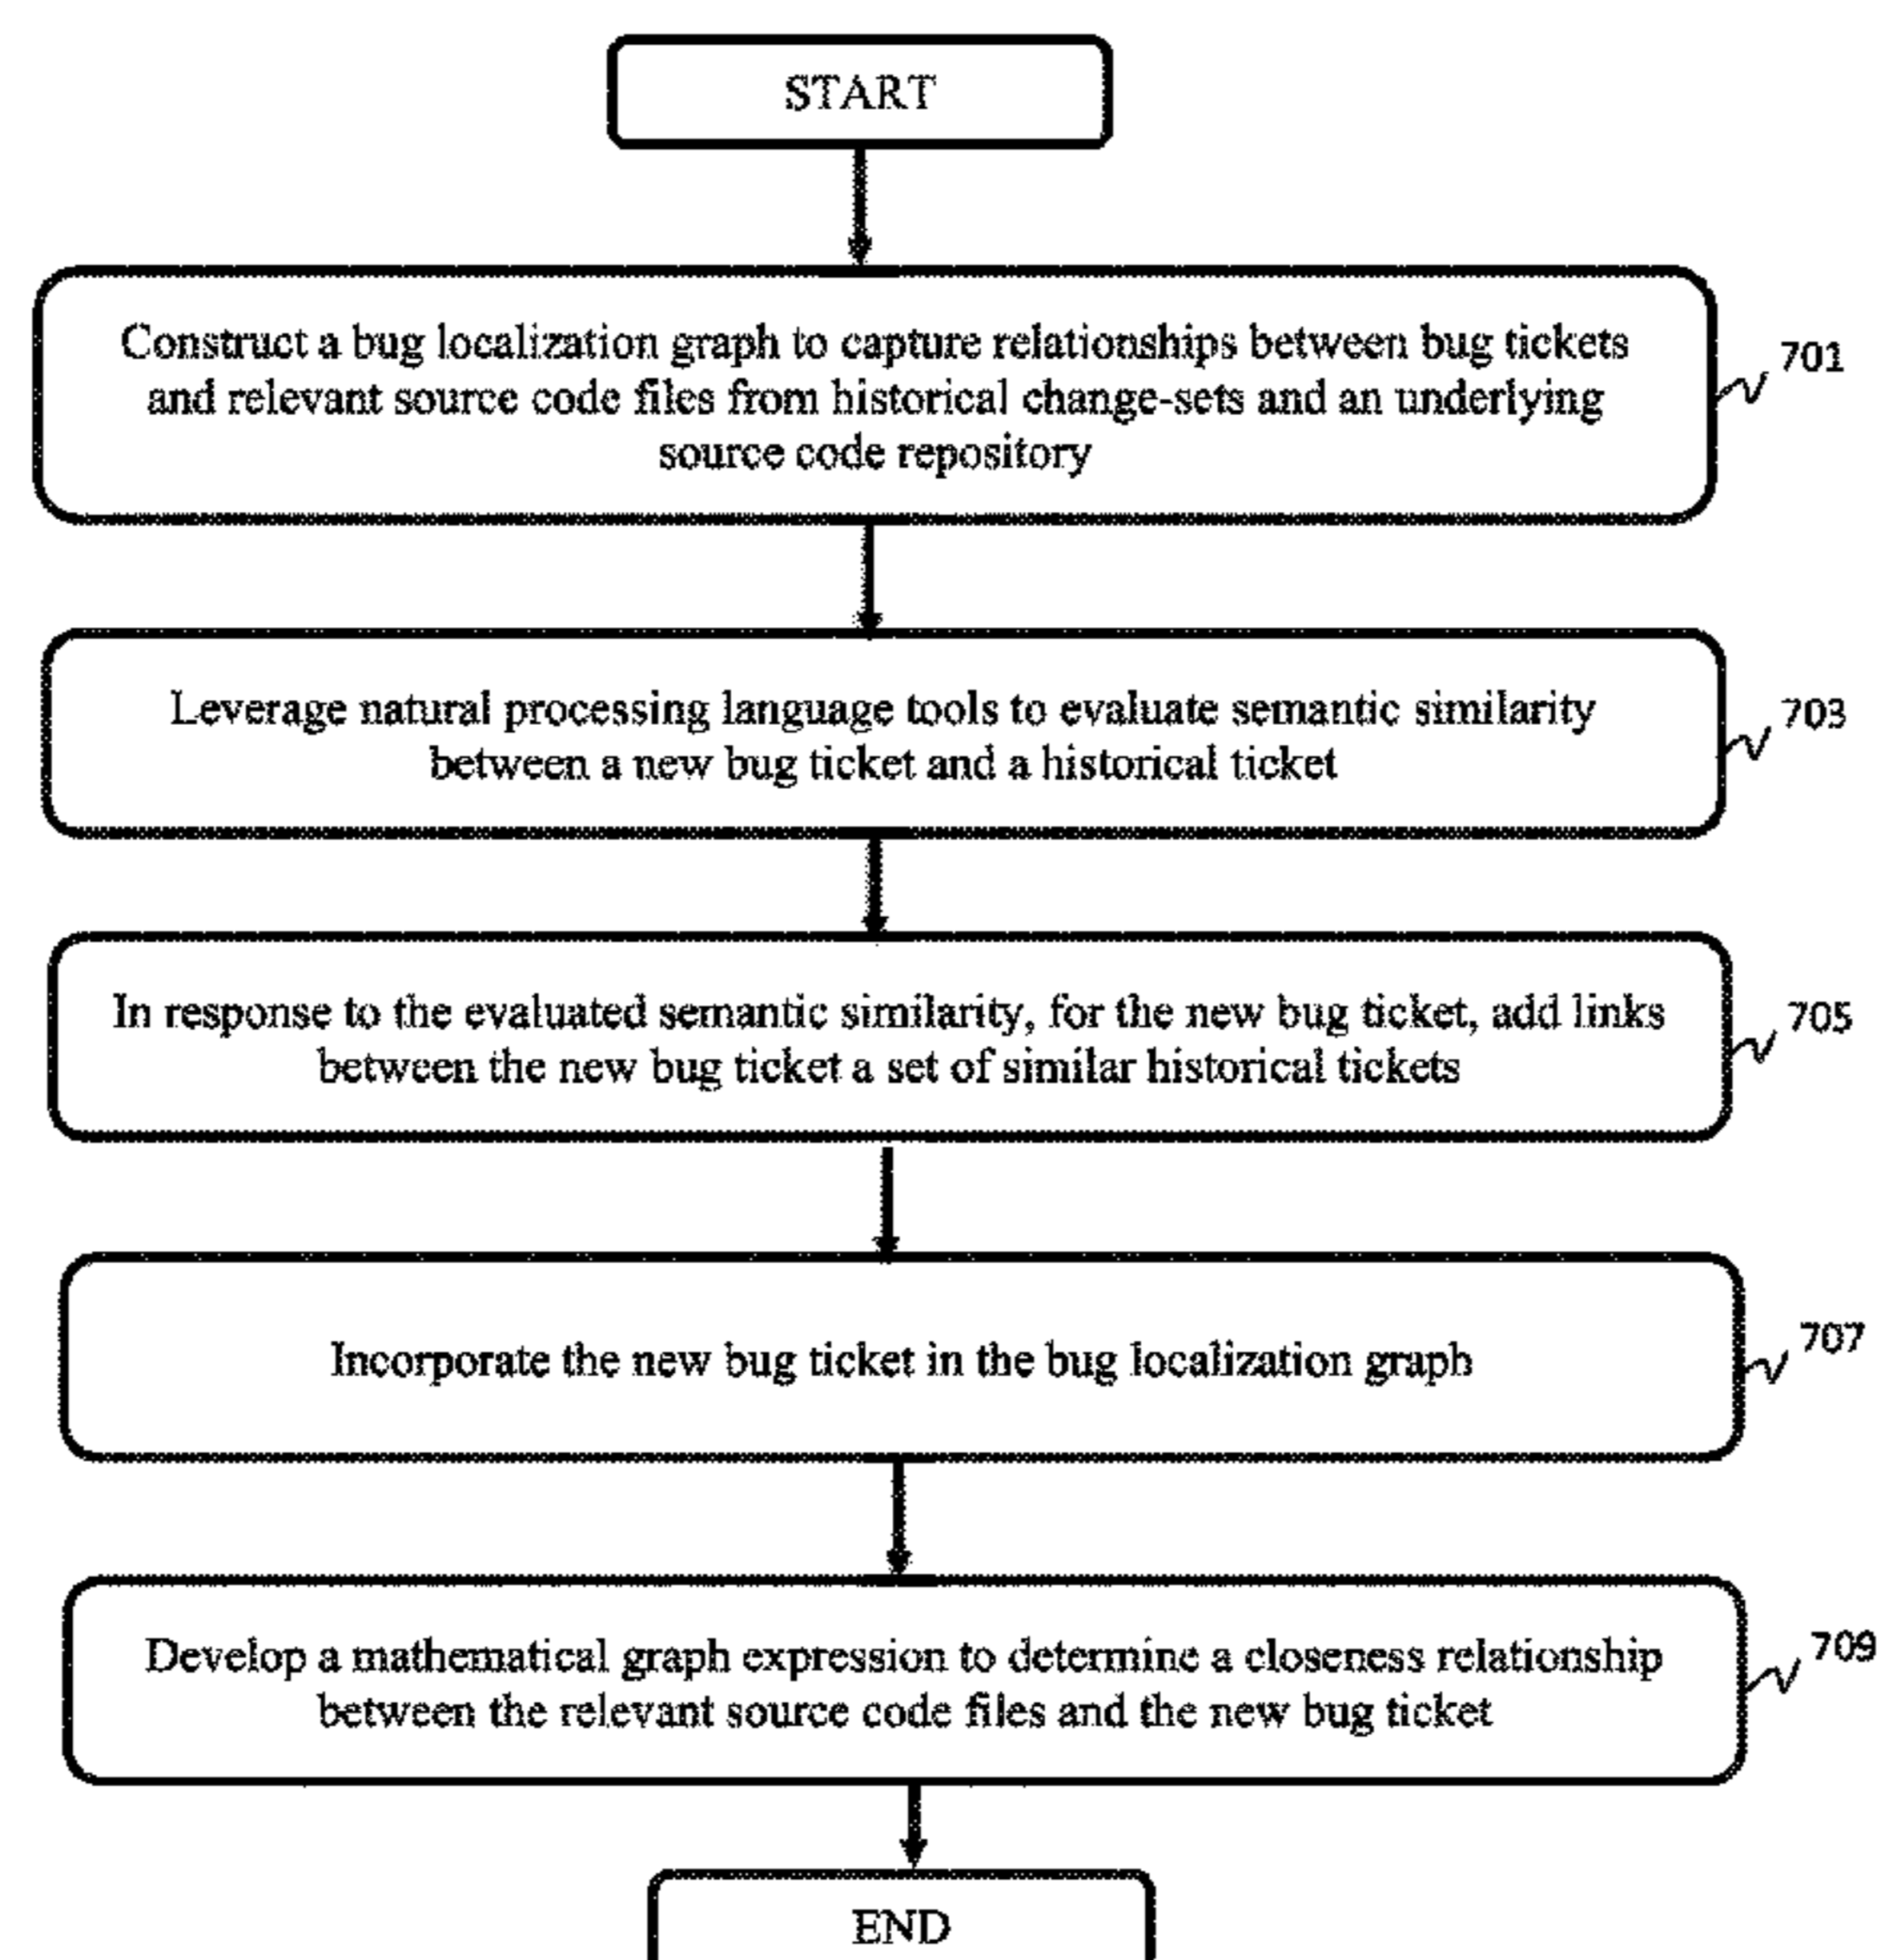 START
Construct a bug localization graph to capture relationships between bug tickets
and relevant source code files from historical change-sets and an underlying
source code repository
701
Leverage natural processing language tools to evaluate semantic similarity
between a new bug ticket and a historical ticket
703
In response to the evaluated semantic similarity, for the new bug ticket, add links
between the new bug ticket a set of similar historical tickets
705
Incorporate the new bug ticket in the bug localization graph
707
Develop a mathematical graph expression to determine a closeness relationship
between the relevant source code files and the new bug ticket
709
END